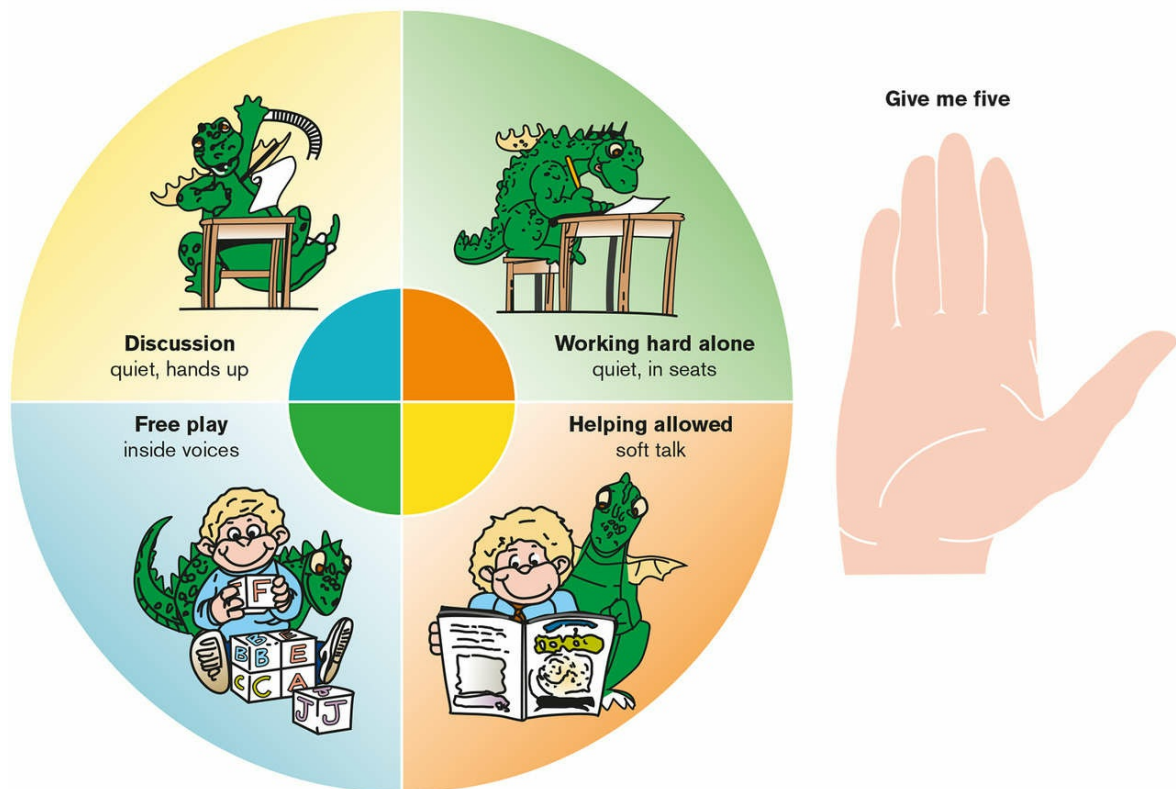 Give me five
Discussion
quiet, hands up
Working hard alone
quiet, in seats
Free play
inside voices
Helping allowed
soft talk
F
B
E
B
B
E
C
C
A
J
J